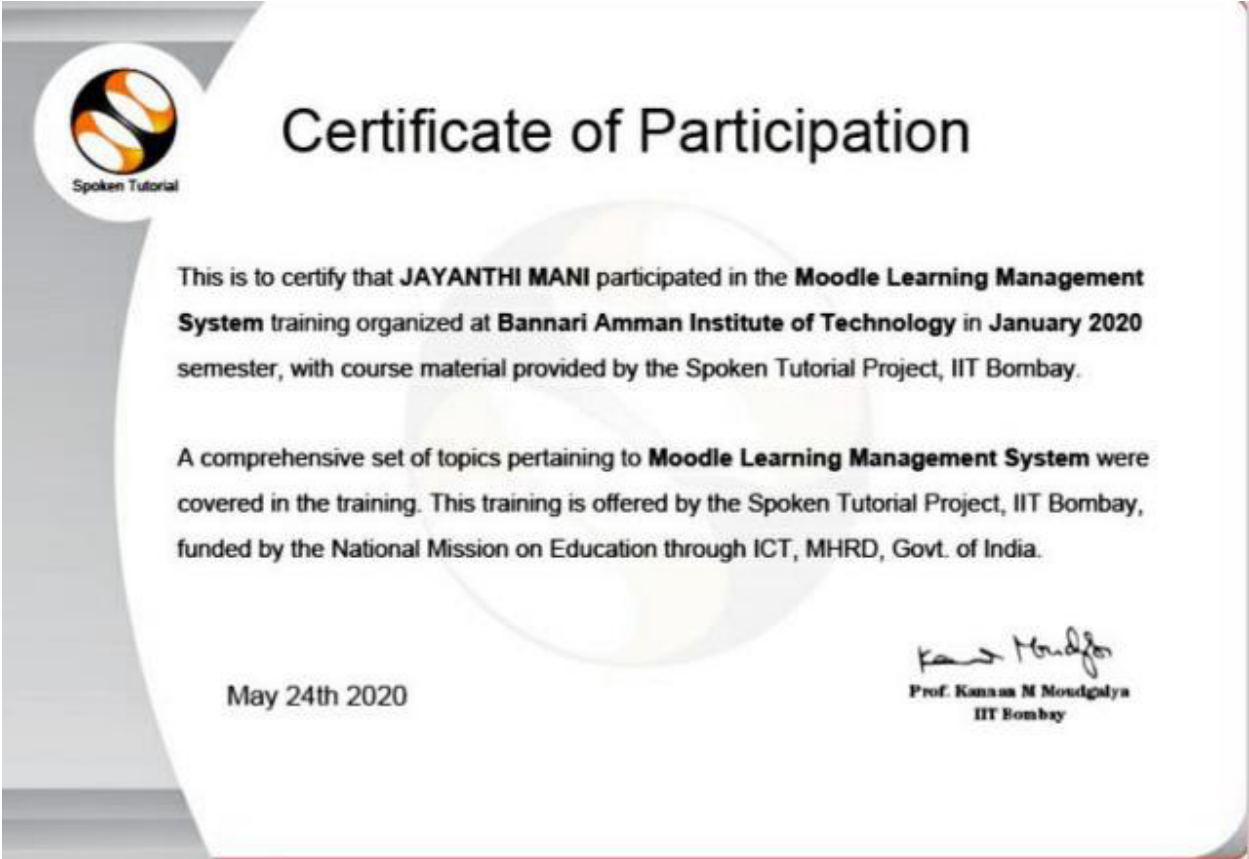 Spoken Tutorial
Certificate of Participation
This is to certify that JAYANTHI MANI participated in the Moodle Learning Management
System training organized at Bannari Amman Institute of Technology in January 2020
semester, with course material provided by the Spoken Tutorial Project, IIT Bombay.
A comprehensive set of topics pertaining to Moodle Learning Management System were
covered in the training. This training is offered by the Spoken Tutorial Project, IIT Bombay,
funded by the National Mission on Education through ICT, MHRD, Govt. of India.
May 24th 2020
Prof. Kannan M Moudgalya
IIT Bombay